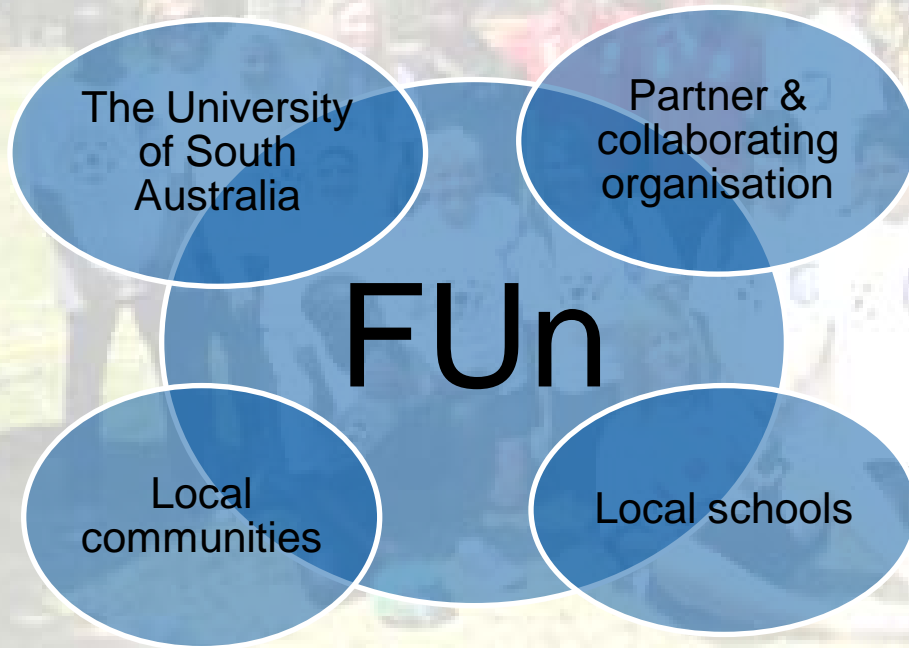 The University
of South
Australia
Partner &
collaborating
organisation
FUn
Local
communities
Local schools